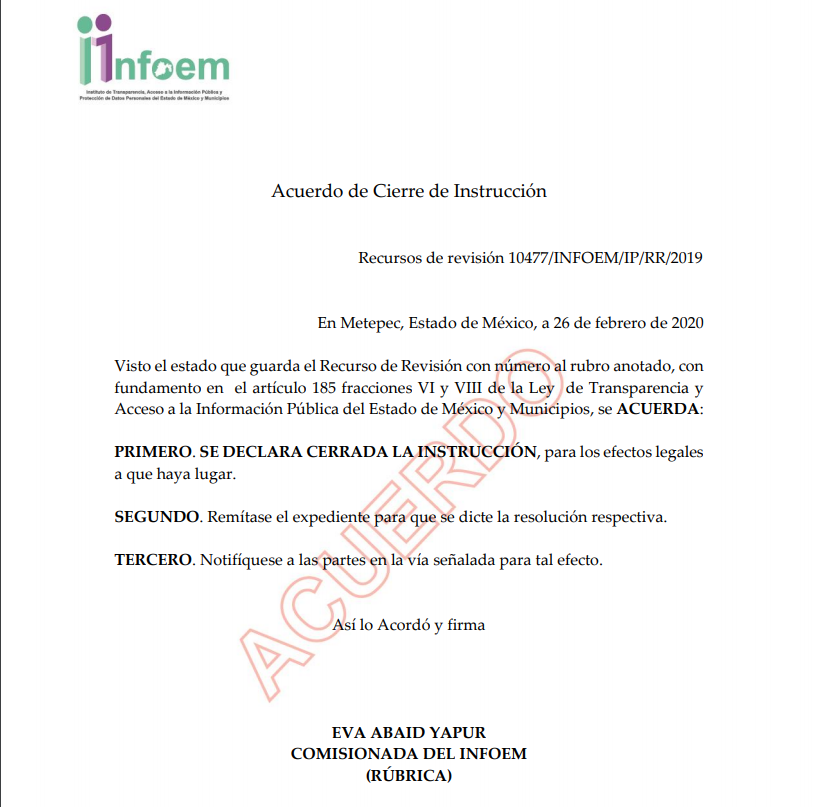 infoem
Instituto de Transparencia, Acceso a la Información Pública y
Protección de Datos Personales del Estado de México y Municipios
Acuerdo de Cierre de Instrucción
Recursos de revisión 10477/INFOEM/IP/RR/2019
En Metepec, Estado de México, a 26 de febrero de 2020
Visto el estado que guarda el Recurso de Revisión con número al rubro anotado, con
fundamento en el artículo 185 fracciones VI y VIII de la Ley de Transparencia y
Acceso a la Información Pública del Estado de México y Municipios, se ACUERDA:
PRIMERO. SE DECLARA CERRADA LA INSTRUCCIÓN, para los efectos legales
a que haya lugar.
SEGUNDO. Remítase el expediente para que se dicte la resolución respectiva.
TERCERO. Notifíquese a las partes en la vía señalada para tal efecto.
Así lo Acordó y firma
ACUERDO
EVA ABAID YAPUR
COMISIONADA DEL INFOEM
(RÚBRICA)